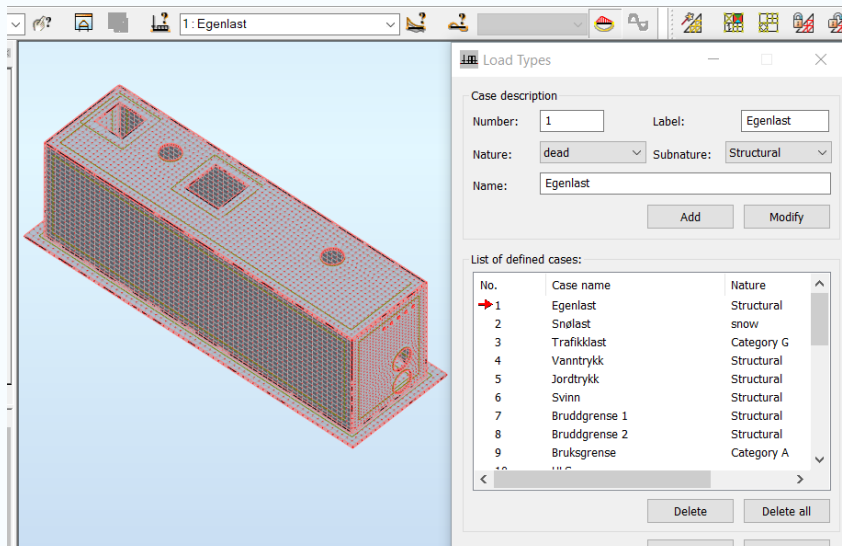 1: Egenlast
Load Types
Case description
Number: 1 Label: Egenlast
Nature: dead Subnature: Structural
Name: Egenlast
Add Modify
List of defined cases:
No. Case name Nature
1 Egenlast Structural
2 Snølast snow
3 Trafikklast Category G
4 Vanntrykk Structural
5 Jordtrykk Structural
6 Svinn Structural
7 Bruddgrense 1 Structural
8 Bruddgrense 2 Structural
9 Bruksgrense Category A
Delete Delete all